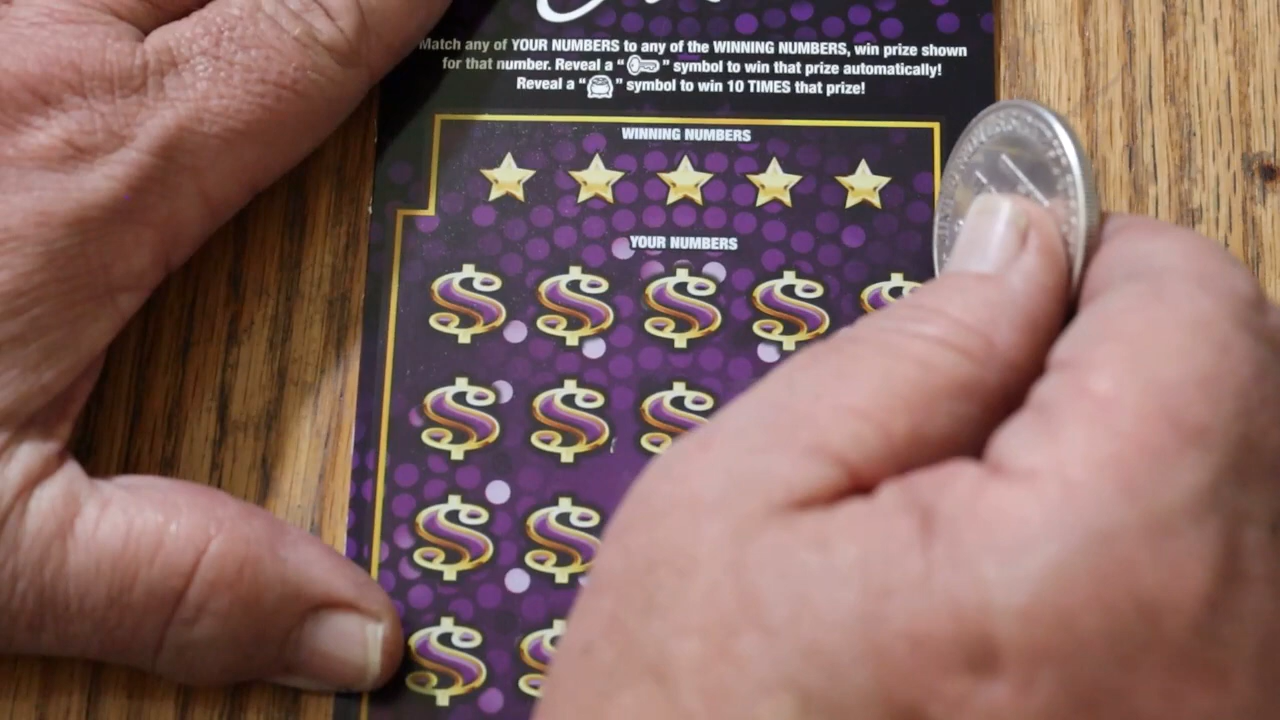 Match any of YOUR NUMBERS to any of the WINNING NUMBERS, win prize shown
for that number. Reveal a " " symbol to win that prize automatically!
Reveal a " " symbol to win 10 TIMES that prize!
WINNING NUMBERS
YOUR NUMBERS
$ $ $ $ $
$ $ $
$ $
$ $